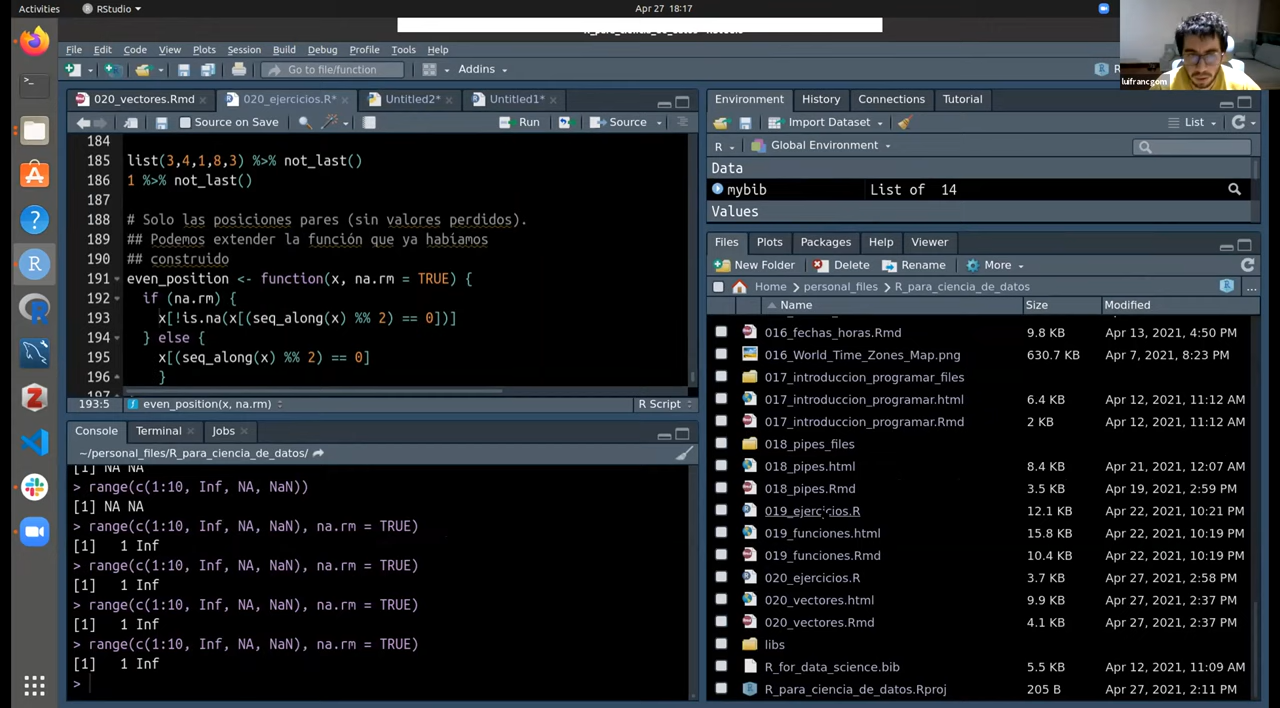 Activities RStudio Apr 27 18:17
File Edit Code View Plots Session Build Debug Profile Tools Help
Go to file/function Addins
luifrancgom
020_vectores.Rmd 020_ejercicios.R* Untitled2* Untitled1*
Source on Save Run Source
184
185 list(3,4,1,8,3) %>% not_last()
186 1 %>% not_last()
187
188 # Solo las posiciones pares (sin valores perdidos).
189 ## Podemos extender la función que ya habiamos
190 ## construido
191 even_position <- function(x, na.rm = TRUE) {
192 if (na.rm) {
193 x[!is.na(x[(seq_along(x) %% 2) == 0])]
194 } else {
195 x[(seq_along(x) %% 2) == 0]
196 }
197
193:5 even_position(x, na.rm) R Script
Console Terminal Jobs
~/personal_files/R_para_ciencia_de_datos/
[1] NA NA
> range(c(1:10, Inf, NA, NaN))
[1] NA NA
> range(c(1:10, Inf, NA, NaN), na.rm = TRUE)
[1] 1 Inf
> range(c(1:10, Inf, NA, NaN), na.rm = TRUE)
[1] 1 Inf
> range(c(1:10, Inf, NA, NaN), na.rm = TRUE)
[1] 1 Inf
> range(c(1:10, Inf, NA, NaN), na.rm = TRUE)
[1] 1 Inf
>
Environment History Connections Tutorial
Import Dataset List
R Global Environment
Data
mybib List of 14
Values
Files Plots Packages Help Viewer
New Folder Delete Rename More
Home personal_files R_para_ciencia_de_datos ...
Name Size Modified
016_fechas_horas.Rmd 9.8 KB Apr 13, 2021, 4:50 PM
016_World_Time_Zones_Map.png 630.7 KB Apr 7, 2021, 8:23 PM
017_introduccion_programar_files
017_introduccion_programar.html 6.4 KB Apr 12, 2021, 11:12 AM
017_introduccion_programar.Rmd 2 KB Apr 12, 2021, 11:12 AM
018_pipes_files
018_pipes.html 8.4 KB Apr 21, 2021, 12:07 AM
018_pipes.Rmd 3.5 KB Apr 19, 2021, 2:59 PM
019_ejercicios.R 12.1 KB Apr 22, 2021, 10:21 PM
019_funciones.html 15.8 KB Apr 22, 2021, 10:19 PM
019_funciones.Rmd 10.4 KB Apr 22, 2021, 10:19 PM
020_ejercicios.R 3.7 KB Apr 27, 2021, 2:58 PM
020_vectores.html 9.9 KB Apr 27, 2021, 2:37 PM
020_vectores.Rmd 4.1 KB Apr 27, 2021, 2:37 PM
libs
R_for_data_science.bib 5.5 KB Apr 12, 2021, 11:09 AM
R_para_ciencia_de_datos.Rproj 205 B Apr 27, 2021, 2:11 PM